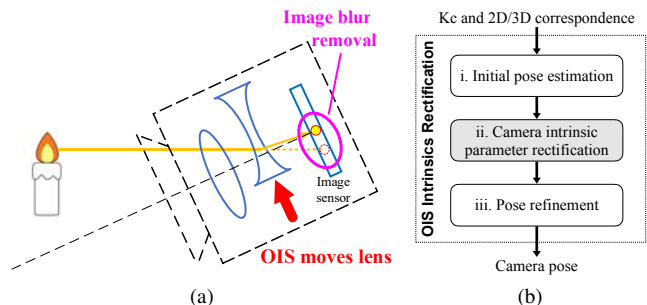 Image blur
removal
Image
sensor
OIS moves lens
(a)
Kc and 2D/3D correspondence
OIS Intrinsics Rectification
i. Initial pose estimation
ii. Camera intrinsic
parameter rectification
iii. Pose refinement
Camera pose
(b)